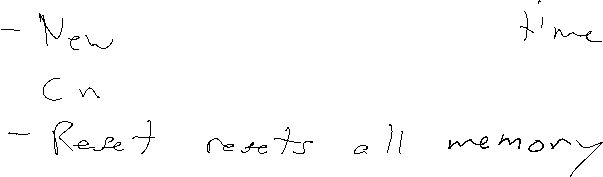 - New time
Cn
- Reset resets all memory